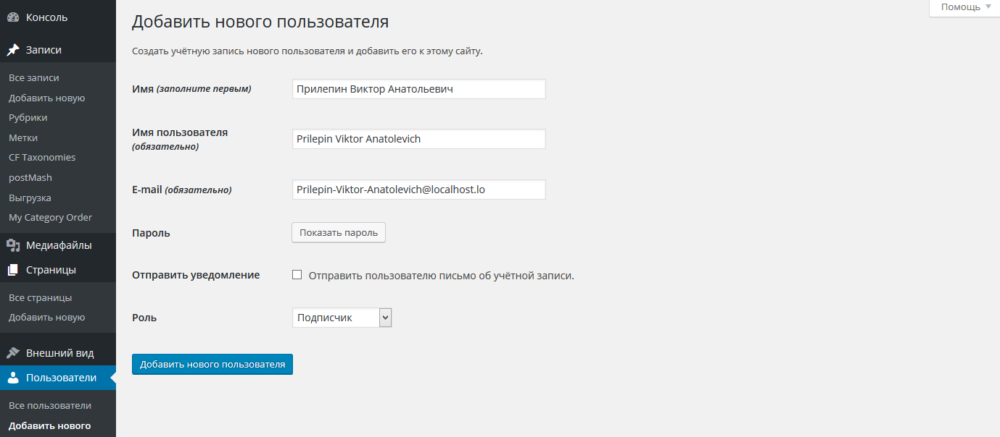 Консоль
Записи
Все записи
Добавить новую
Рубрики
Метки
CF Taxonomies
postMash
Выгрузка
My Category Order
Медиафайлы
Страницы
Все страницы
Добавить новую
Внешний вид
Пользователи
Все пользователи
Добавить нового
Помощь
Добавить нового пользователя
Создать учётную запись нового пользователя и добавить его к этому сайту.
Имя (заполните первым)
Прилепин Виктор Анатольевич
Имя пользователя
(обязательно)
Prilepin Viktor Anatolevich
E-mail (обязательно)
Prilepin-Viktor-Anatolevich@localhost.lo
Пароль
Показать пароль
Отправить уведомление
Отправить пользователю письмо об учётной записи.
Роль
Подписчик
Добавить нового пользователя